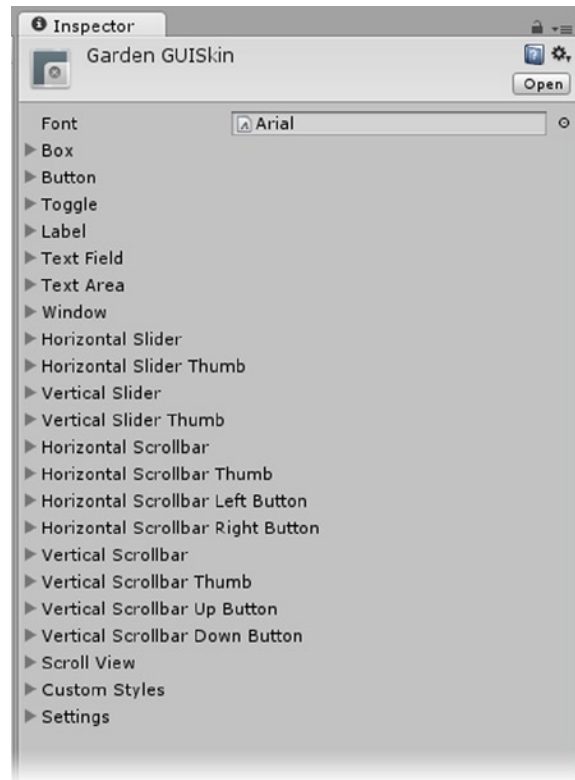 Inspector
Garden GUISkin
Open
Font Arial
Box
Button
Toggle
Label
Text Field
Text Area
Window
Horizontal Slider
Horizontal Slider Thumb
Vertical Slider
Vertical Slider Thumb
Horizontal Scrollbar
Horizontal Scrollbar Thumb
Horizontal Scrollbar Left Button
Horizontal Scrollbar Right Button
Vertical Scrollbar
Vertical Scrollbar Thumb
Vertical Scrollbar Up Button
Vertical Scrollbar Down Button
Scroll View
Custom Styles
Settings